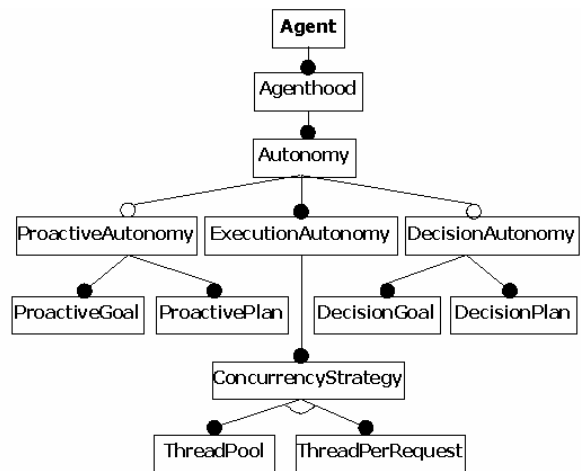 Agent
Agenthood
Autonomy
ProactiveAutonomy ExecutionAutonomy DecisionAutonomy
ProactiveGoal ProactivePlan DecisionGoal DecisionPlan
ConcurrencyStrategy
ThreadPool ThreadPerRequest